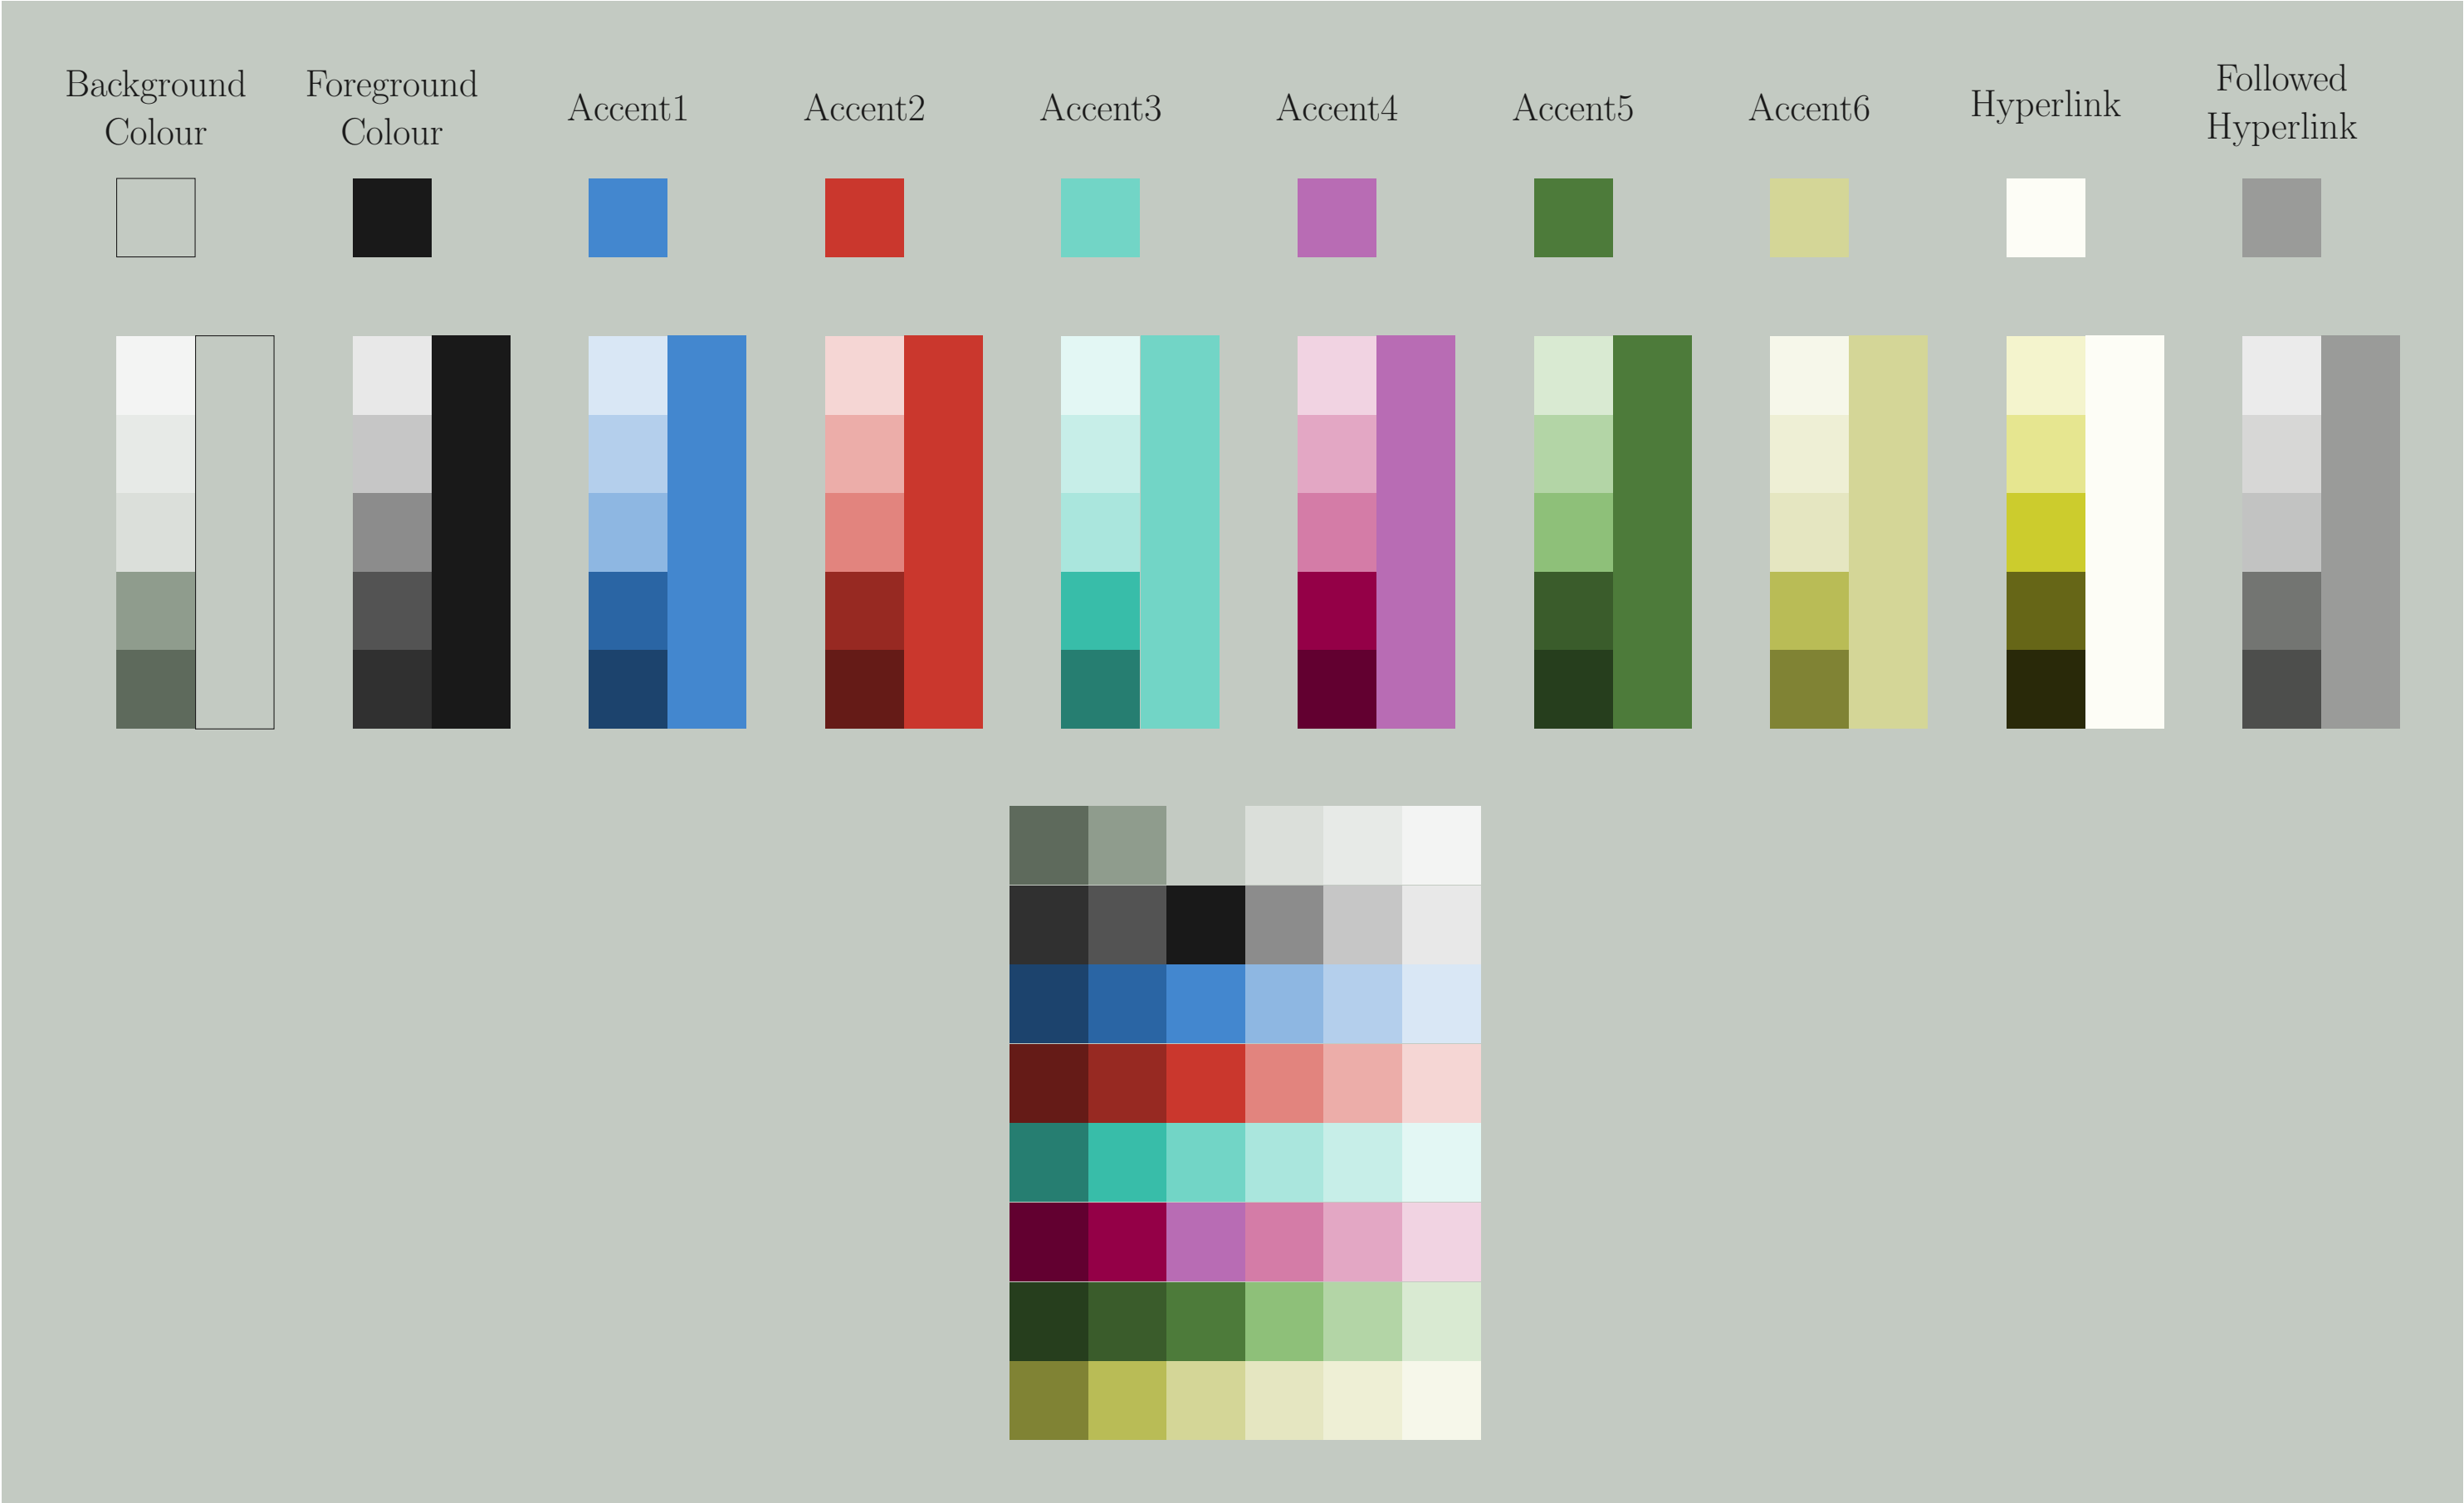 Background
Colour
Foreground
Colour
Accent1
Accent2
Accent3
Accent4
Accent5
Accent6
Hyperlink
Followed
Hyperlink